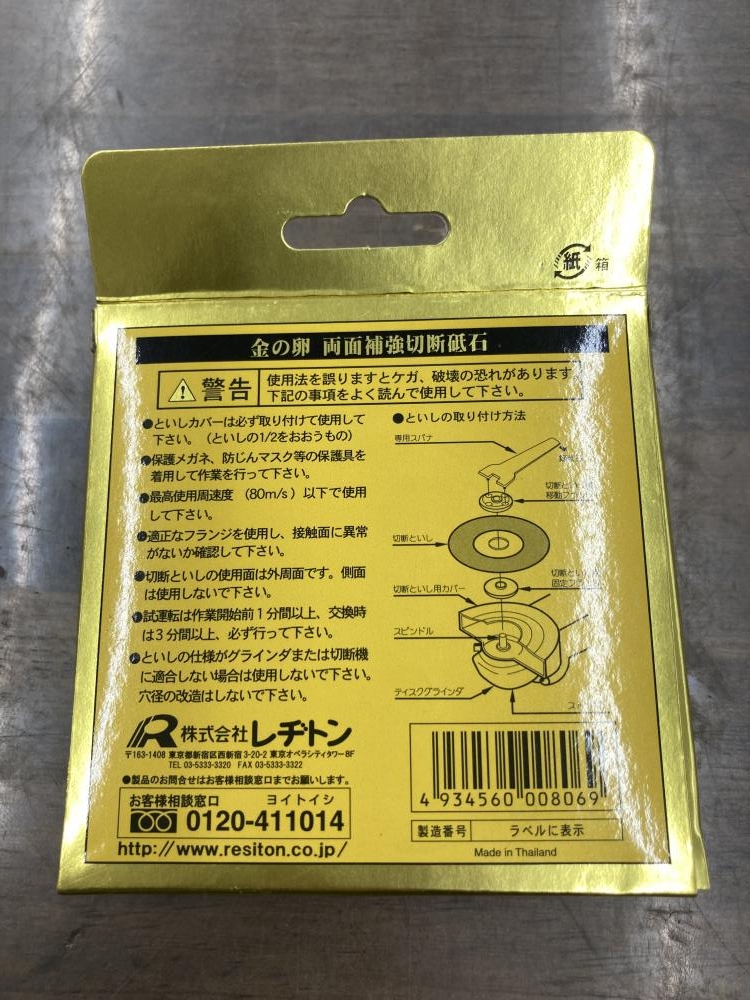 紙 箱
金の卵 両面補強切断砥石
警告
使用法を誤りますとケガ、破壊の恐れがあります
下記の事項をよく読んで使用して下さい。
●といしカバーは必ず取り付けて使用して
下さい。（といしの1/2をおおうもの）
●保護メガネ、防じんマスク等の保護具を
着用して作業を行って下さい。
●最高使用周速度 （80m/s）以下で使用
して下さい。
●適正なフランジを使用し、接触面に異常
がないか確認して下さい。
●切断といしの使用面は外周面です。側面
は使用しないで下さい。
●試運転は作業開始前１分間以上、交換時
は３分間以上、必ず行って下さい。
●といしの仕様がグラインダまたは切断機
に適合しない場合は使用しないで下さい。
穴径の改造はしないで下さい。
●といしの取り付け方法
専用スパナ
切断とい
移動フ
切断といし
切断とい
固定フ
切断といし用カバー
スピンドル
ディスクグラインダ
R 株式会社レヂトン
〒163-1408 東京都新宿区西新宿3-20-2 東京オペラシティタワー8F
TEL 03-5333-3320 FAX 03-5333-3322
●製品のお問合せはお客様相談窓口までお願いします。
お客様相談窓口 ヨイトイシ
0120-411014
http://www.resiton.co.jp/
4 934560 008069
製造番号 ラベルに表示
Made in Thailand